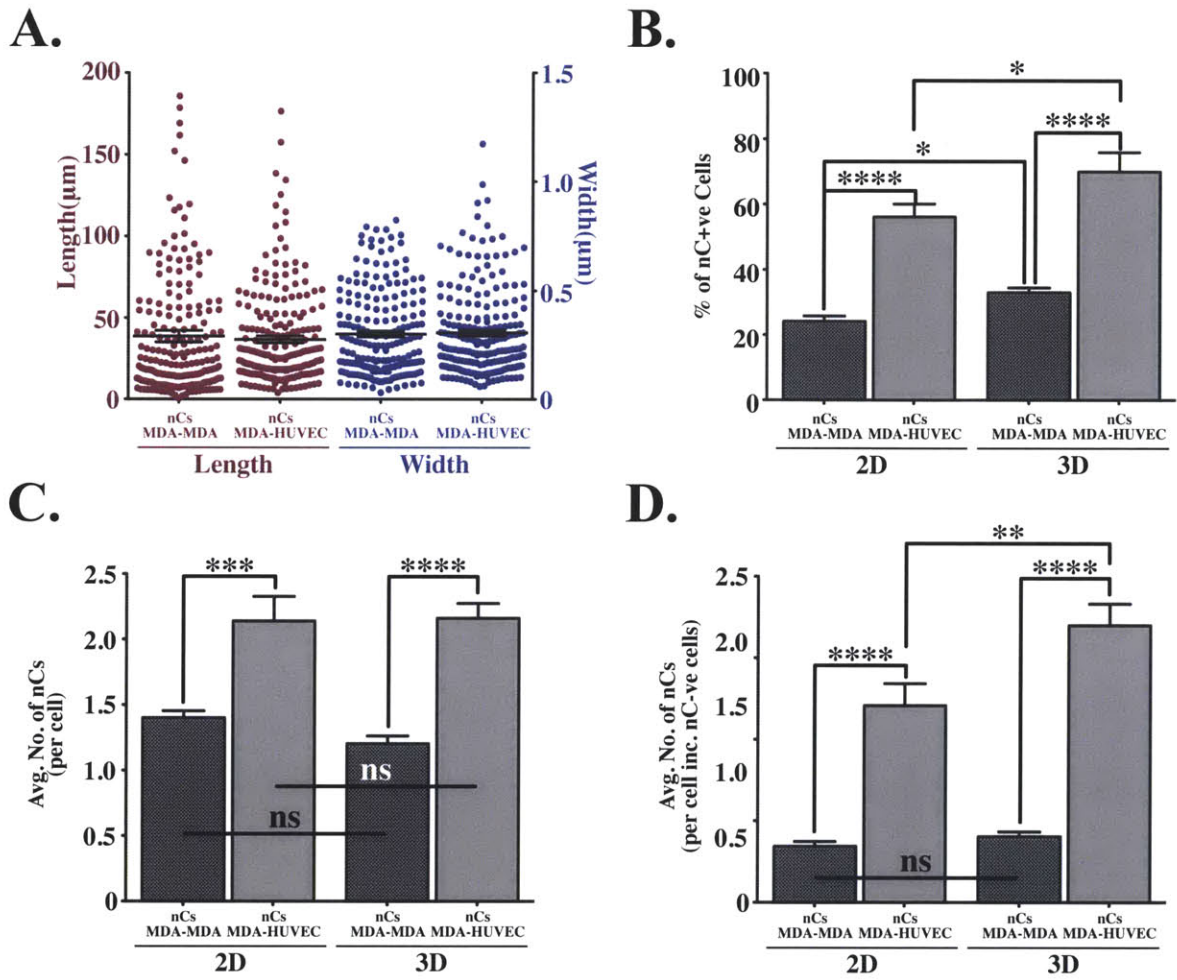 A.
200
150
100
50
0
Length(µm)
1.5
1.0
0.5
0
Width(µm)
nCs nCs nCs nCs
MDA-MDA MDA-HUVEC MDA-MDA MDA-HUVEC
Length Width
B.
100
80
60
40
20
0
% of nC+ve Cells
*
*
****
****
nCs nCs nCs nCs
MDA-MDA MDA-HUVEC MDA-MDA MDA-HUVEC
2D 3D
C.
2.5
2.0
1.5
1.0
0.5
0
Avg. No. of nCs
(per cell)
***
****
ns
ns
nCs nCs nCs nCs
MDA-MDA MDA-HUVEC MDA-MDA MDA-HUVEC
2D 3D
D.
2.5
2.0
1.5
1.0
0.5
0
Avg. No. of nCs
(per cell inc. nC-ve cells)
**
****
****
ns
nCs nCs nCs nCs
MDA-MDA MDA-HUVEC MDA-MDA MDA-HUVEC
2D 3D